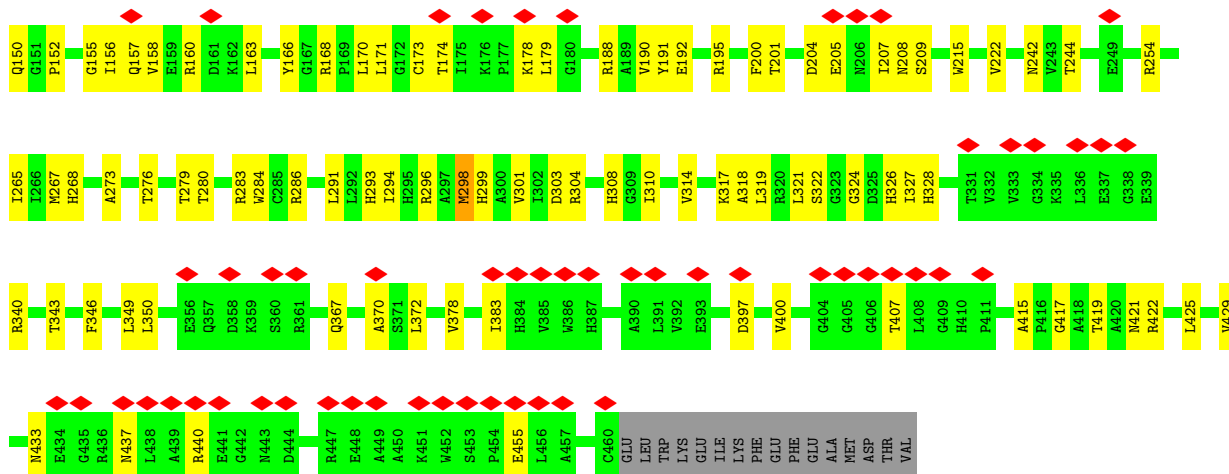 Q150 G151 P152 G155 I156 Q157 V158 E159 R160 D161 K162 L163 Y166 G167 R168 P169 L170 L171 G172 C173 T174 I175 K176 P177 K178 L179 G180 R188 A189 V190 Y191 E192 R195 F200 T201 D204 E205 N206 I207 N208 S209 W215 V222 N242 V243 T244 E249 R254
I265 I266 M267 H268 A273 T276 T279 T280 R283 W284 C285 R286 L291 L292 H293 I294 H295 R296 A297 M298 H299 A300 V301 I302 D303 R304 H308 G309 I310 V314 K317 A318 L319 R320 L321 S322 G323 G324 D325 H326 I327 H328 T331 V332 V333 G334 K335 L336 E337 G338 E339
R340 T343 F346 L349 L350 E356 Q357 D358 K359 S360 R361 Q367 A370 S371 L372 V378 I383 H384 V385 W386 H387 A390 L391 V392 E393 D397 V400 G404 G405 G406 T407 L408 G409 H410 P411 A415 P416 G417 A418 T419 A420 N421 R422 L425 V429
N433 E434 G435 R436 N437 L438 A439 R440 E441 G442 N443 D444 R447 E448 A449 A450 K451 W452 S453 P454 E455 L456 A457 C460 GLU LEU TRP LYS GLU ILE LYS PHE GLU PHE GLU ALA MET ASP THR VAL